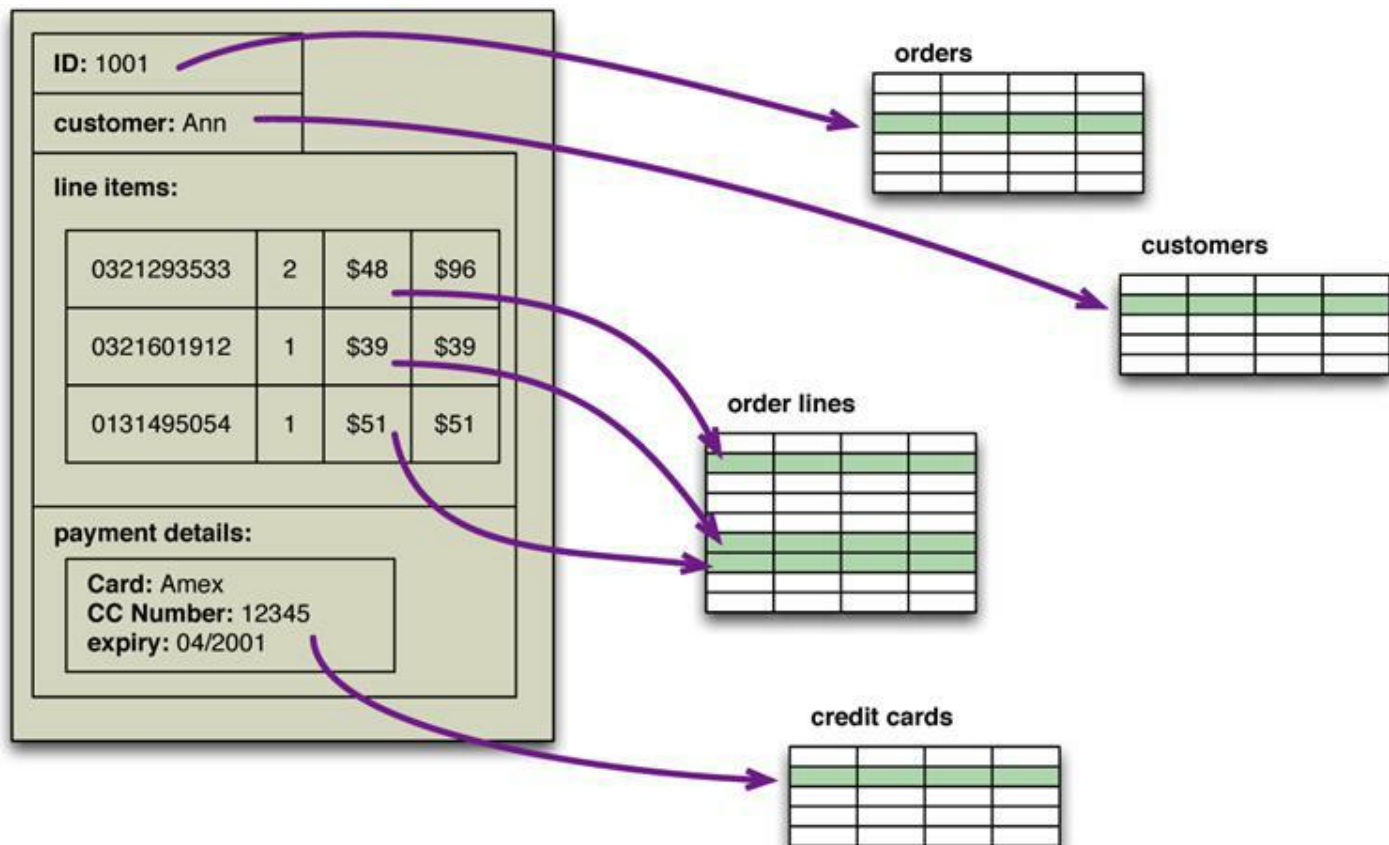 ID: 1001
customer: Ann
line items:
0321293533 2 $48 $96
0321601912 1 $39 $39
0131495054 1 $51 $51
payment details:
Card: Amex
CC Number: 12345
expiry: 04/2001
orders
customers
order lines
credit cards